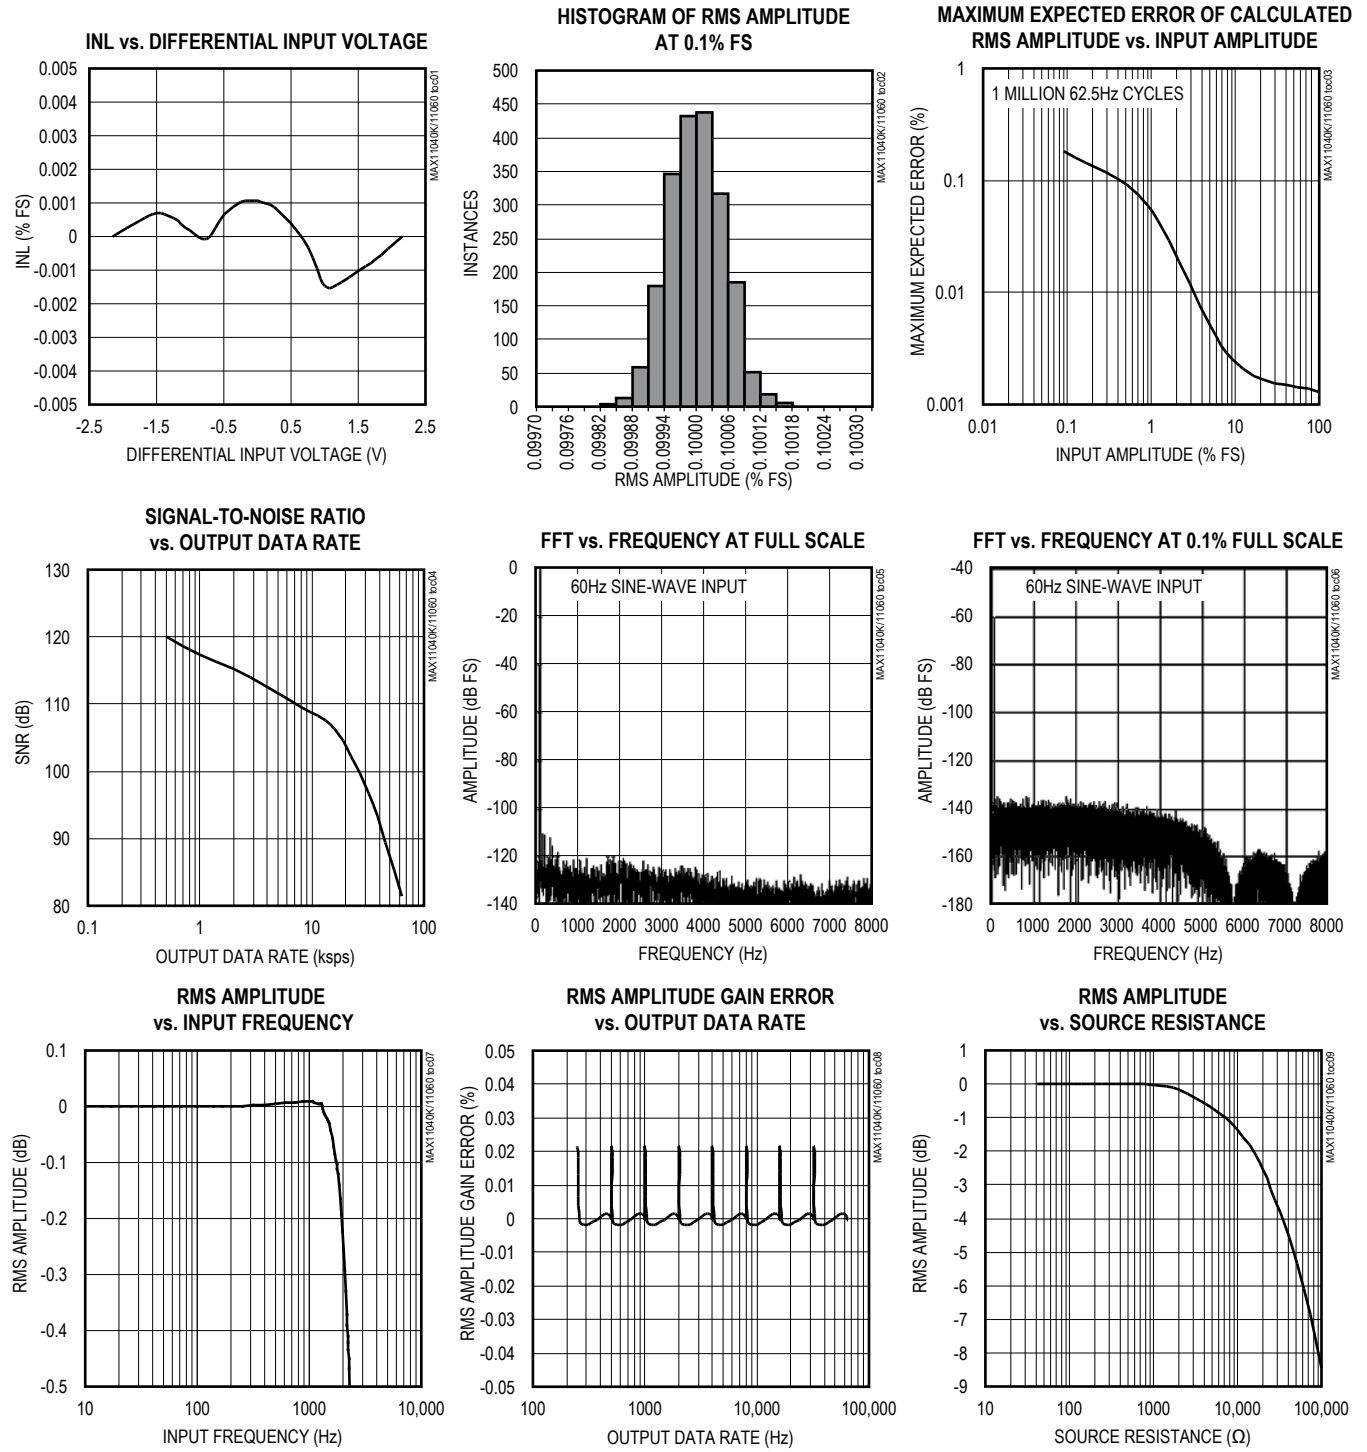 INL vs. DIFFERENTIAL INPUT VOLTAGE
MAX11040K/11060 toc01
INL (% FS)
0.005
0.004
0.003
0.002
0.001
0
-0.001
-0.002
-0.003
-0.004
-0.005
-2.5 -1.5 -0.5 0.5 1.5 2.5
DIFFERENTIAL INPUT VOLTAGE (V)
HISTOGRAM OF RMS AMPLITUDE
AT 0.1% FS
MAX11040K/11060 toc02
INSTANCES
500
450
400
350
300
250
200
150
100
50
0
0.09970 0.09976 0.09982 0.09988 0.09994 0.10000 0.10006 0.10012 0.10018 0.10024 0.10030
RMS AMPLITUDE (% FS)
MAXIMUM EXPECTED ERROR OF CALCULATED
RMS AMPLITUDE vs. INPUT AMPLITUDE
MAX11040K/11060 toc03
1 MILLION 62.5Hz CYCLES
MAXIMUM EXPECTED ERROR (%)
1
0.1
0.01
0.001
0.01 0.1 1 10 100
INPUT AMPLITUDE (% FS)
SIGNAL-TO-NOISE RATIO
vs. OUTPUT DATA RATE
MAX11040K/11060 toc04
SNR (dB)
130
120
110
100
90
80
0.1 1 10 100
OUTPUT DATA RATE (ksps)
FFT vs. FREQUENCY AT FULL SCALE
MAX11040K/11060 toc05
60Hz SINE-WAVE INPUT
AMPLITUDE (dB FS)
0
-20
-40
-60
-80
-100
-120
-140
0 1000 2000 3000 4000 5000 6000 7000 8000
FREQUENCY (Hz)
FFT vs. FREQUENCY AT 0.1% FULL SCALE
MAX11040K/11060 toc06
60Hz SINE-WAVE INPUT
AMPLITUDE (dB FS)
-40
-60
-80
-100
-120
-140
-160
-180
0 1000 2000 3000 4000 5000 6000 7000 8000
FREQUENCY (Hz)
RMS AMPLITUDE
vs. INPUT FREQUENCY
MAX11040K/11060 toc07
RMS AMPLITUDE (dB)
0.1
0
-0.1
-0.2
-0.3
-0.4
-0.5
10 100 1000 10,000
INPUT FREQUENCY (Hz)
RMS AMPLITUDE GAIN ERROR
vs. OUTPUT DATA RATE
MAX11040K/11060 toc08
RMS AMPLITUDE GAIN ERROR (%)
0.05
0.04
0.03
0.02
0.01
0
-0.01
-0.02
-0.03
-0.04
-0.05
100 1000 10,000 100,000
OUTPUT DATA RATE (Hz)
RMS AMPLITUDE
vs. SOURCE RESISTANCE
MAX11040K/11060 toc09
RMS AMPLITUDE (dB)
1
0
-1
-2
-3
-4
-5
-6
-7
-8
-9
10 100 1000 10,000 100,000
SOURCE RESISTANCE (Ω)